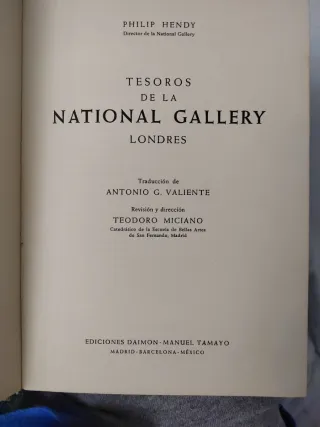 PHILIP HENDY
Director de la National Gallery
TESOROS
DE LA
NATIONAL GALLERY
LONDRES
Traducción de
ANTONIO G. VALIENTE
Revisión y dirección
TEODORO MICIANO
Catedrático de la Escuela de Bellas Artes
de San Fernando, Madrid
EDICIONES DAIMON-MANUEL TAMAYO
MADRID-BARCELONA-MÉXICO